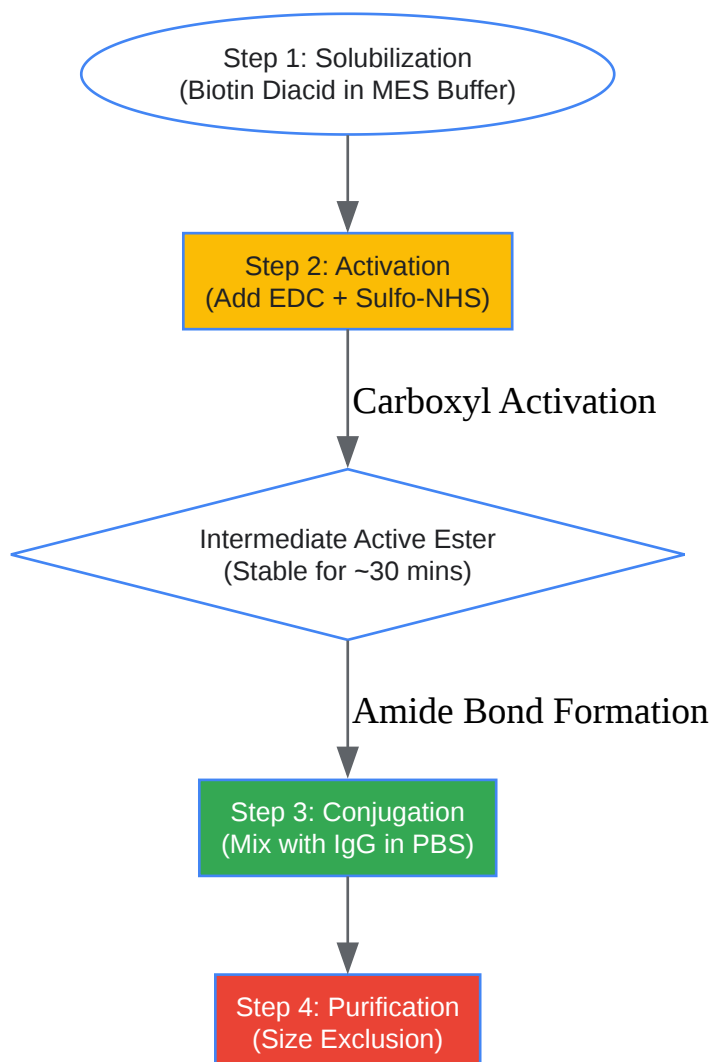 Step 1: Solubilization
(Biotin Diacid in MES Buffer)
Step 2: Activation
(Add EDC + Sulfo-NHS)
Carboxyl Activation
Intermediate Active Ester
(Stable for ~30 mins)
Amide Bond Formation
Step 3: Conjugation
(Mix with IgG in PBS)
Step 4: Purification
(Size Exclusion)